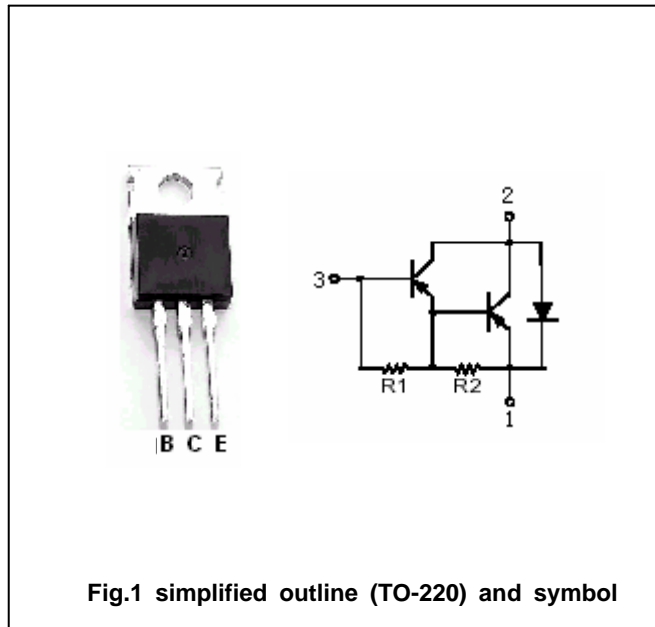 2
3
R1 R2
1
B C E
Fig.1 simplified outline (TO-220) and symbol